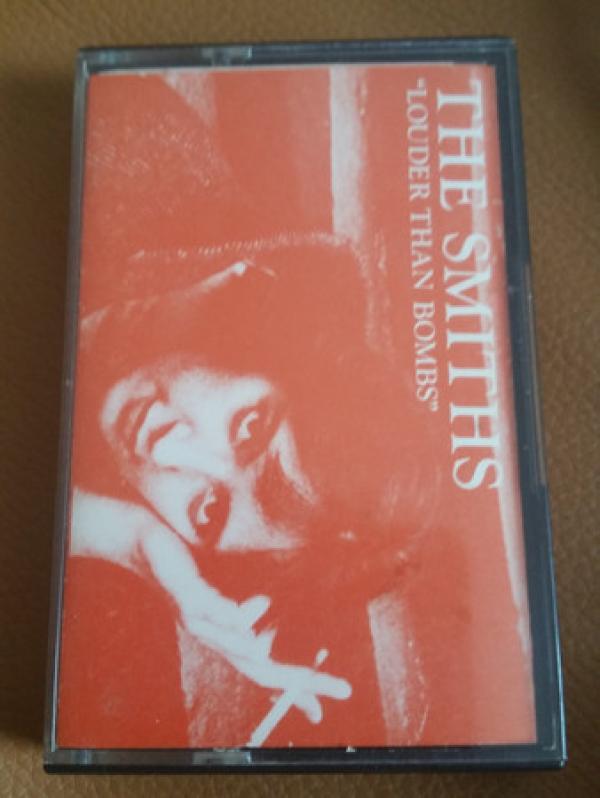 THE SMITHS
“LOUDER THAN BOMBS”